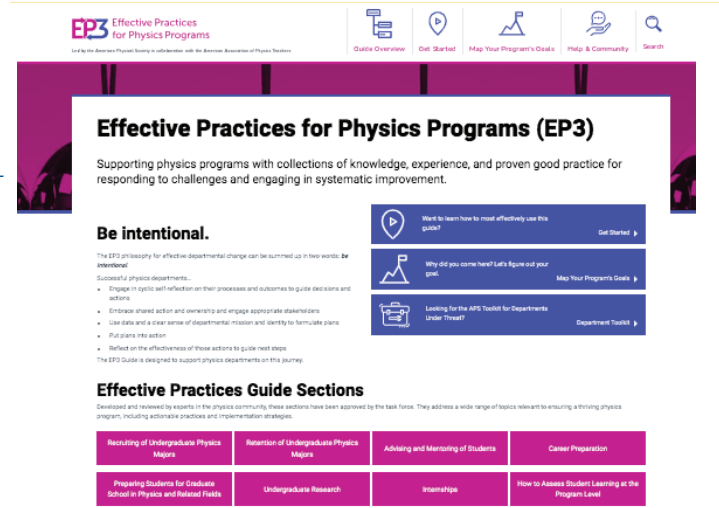 EP3 Effective Practices
for Physics Programs
Led by the American Physical Society in collaboration with the American Association of Physics Teachers
Guide Overview
Get Started
Map Your Program's Goals
Help & Community
Search
Effective Practices for Physics Programs (EP3)
Supporting physics programs with collections of knowledge, experience, and proven good practice for
responding to challenges and engaging in systematic improvement.
Be intentional.
The EP3 philosophy for effective departmental change can be summed up in two words: be
intentional.
Successful physics departments...
• Engage in cyclic self-reflection on their processes and outcomes to guide decisions and
actions
• Embrace shared action and ownership and engage appropriate stakeholders
• Use data and a clear sense of departmental mission and identity to formulate plans
• Put plans into action
• Reflect on the effectiveness of those actions to guide next steps
The EP3 Guide is designed to support physics departments on this journey.
Want to learn how to most effectively use this
guide?
Get Started
Why did you come here? Let's figure out your
goal.
Map Your Program's Goals
Looking for the APS Toolkit for Departments
Under Threat?
Department Toolkit
Effective Practices Guide Sections
Developed and reviewed by experts in the physics community, these sections have been approved by the task force. They address a wide range of topics relevant to ensuring a thriving physics
program, including actionable practices and implementation strategies.
Recruiting of Undergraduate Physics
Majors
Retention of Undergraduate Physics
Majors
Advising and Mentoring of Students
Career Preparation
Preparing Students for Graduate
School in Physics and Related Fields
Undergraduate Research
Internships
How to Assess Student Learning at the
Program Level